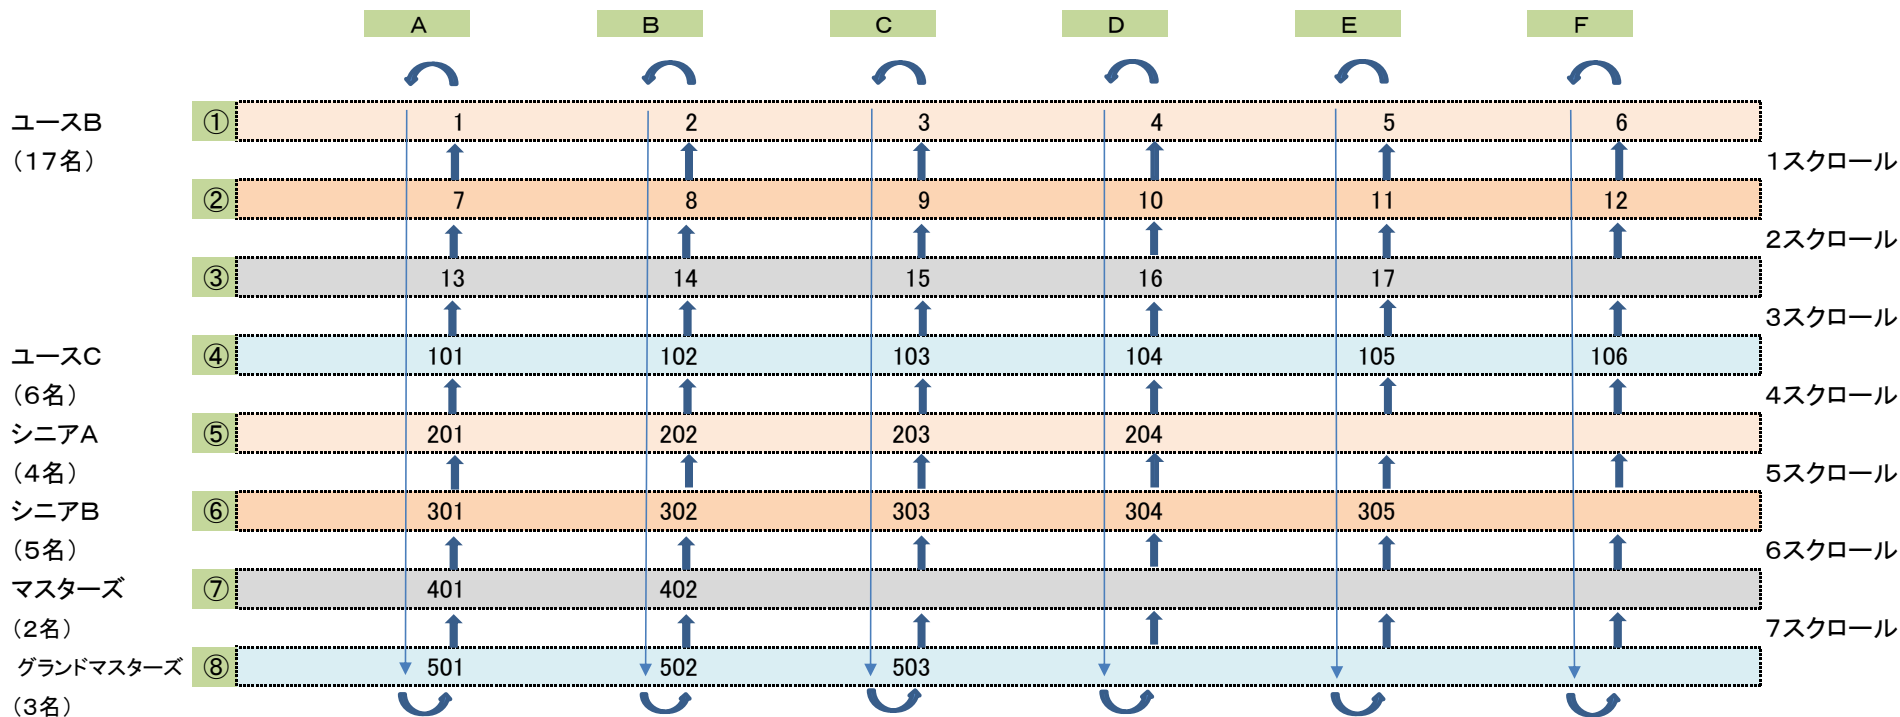 A B C D E F
ユースB ① 1 2 3 4 5 6
(17名) 1スクロール
② 7 8 9 10 11 12
2スクロール
③ 13 14 15 16 17
3スクロール
ユースC ④ 101 102 103 104 105 106
(6名) 4スクロール
シニアA ⑤ 201 202 203 204
(4名) 5スクロール
シニアB ⑥ 301 302 303 304 305
(5名) 6スクロール
マスターズ ⑦ 401 402
(2名) 7スクロール
グランドマスターズ ⑧ 501 502 503
(3名)